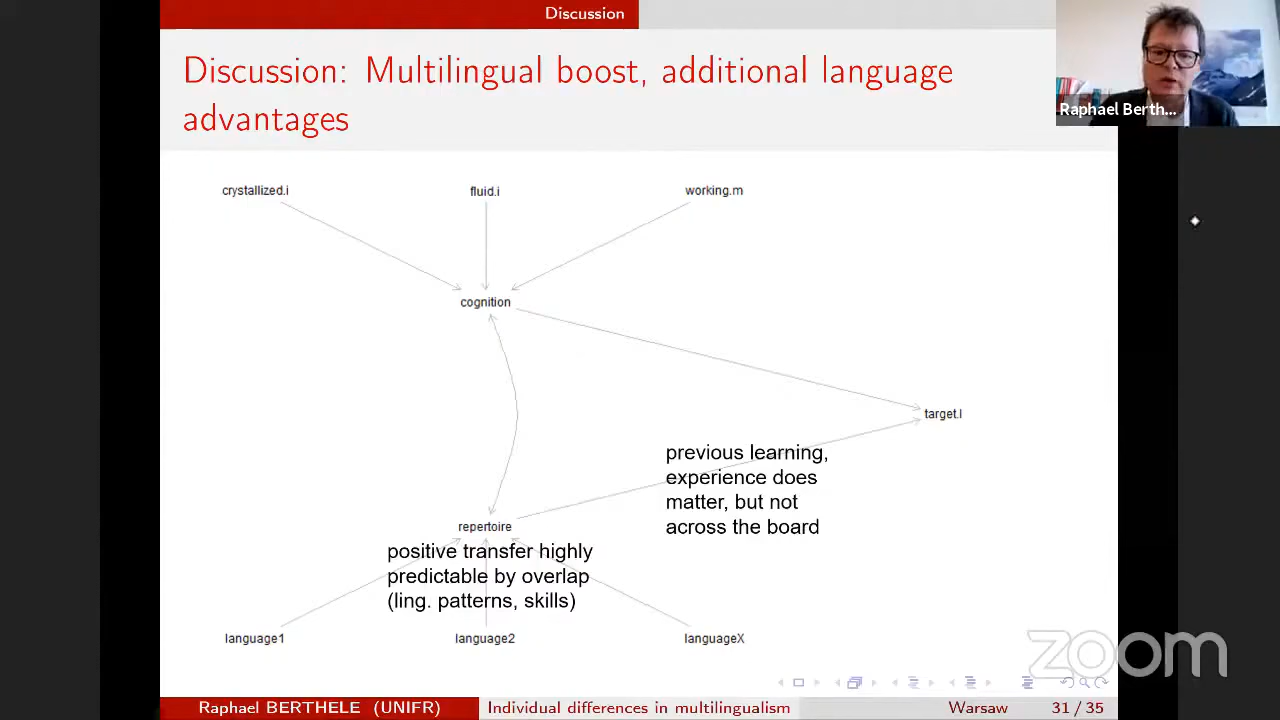 Discussion
Discussion: Multilingual boost, additional language
advantages
Raphael Berth...
crystallized.i
fluid.i
working.m
cognition
target.l
previous learning,
experience does
matter, but not
across the board
repertoire
positive transfer highly
predictable by overlap
(ling. patterns, skills)
language1
language2
languageX
zoom
Raphael BERTHELE (UNIFR)
Individual differences in multilingualism
Warsaw
31 / 35